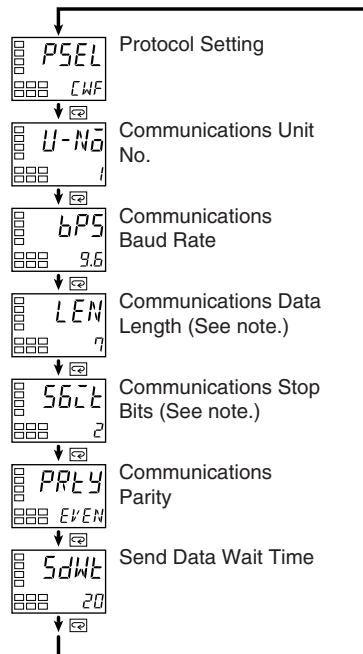 PSEL
CWF
Protocol Setting
U-No
1
Communications Unit
No.
bPS
9.6
Communications
Baud Rate
LEN
7
Communications Data
Length (See note.)
Sbit
2
Communications Stop
Bits (See note.)
PRtY
EVEN
Communications
Parity
SdWt
20
Send Data Wait Time